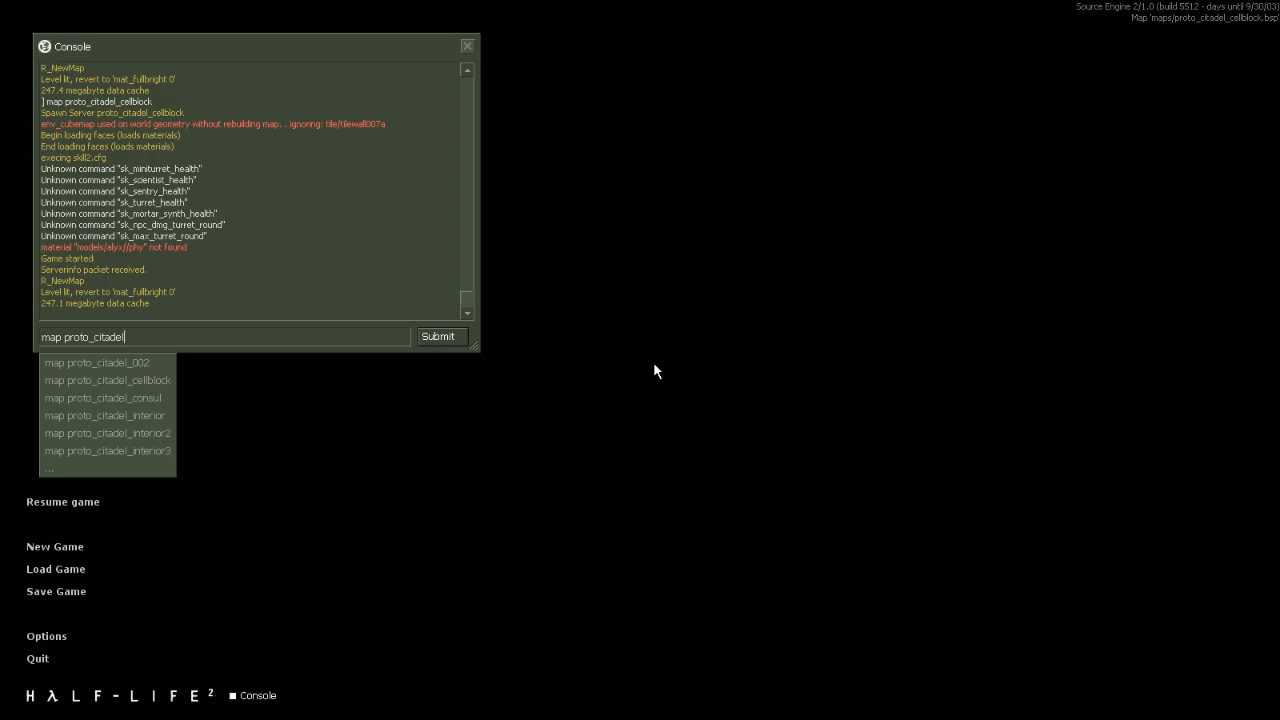 Source Engine 2/1.0 (build 5512 - days until 9/30/03)
Map 'maps/proto_citadel_cellblock.bsp'
Console
R_NewMap
Level lit, revert to 'mat_fullbright 0'
247.4 megabyte data cache
] map proto_citadel_cellblock
Spawn Server proto_citadel_cellblock
env_cubemap used on world geometry without rebuilding map. . ignoring: tile/tilewall007a
Begin loading faces (loads materials)
End loading faces (loads materials)
execing skill2.cfg
Unknown command "sk_miniturret_health"
Unknown command "sk_scientist_health"
Unknown command "sk_sentry_health"
Unknown command "sk_turret_health"
Unknown command "sk_mortar_synth_health"
Unknown command "sk_npc_dmg_turret_round"
Unknown command "sk_max_turret_round"
material "models/alyx//phy" not found
Game started
Serverinfo packet received.
R_NewMap
Level lit, revert to 'mat_fullbright 0'
247.1 megabyte data cache
map proto_citadel
Submit
map proto_citadel_002
map proto_citadel_cellblock
map proto_citadel_consul
map proto_citadel_interior
map proto_citadel_interior2
map proto_citadel_interior3
...
Resume game
New Game
Load Game
Save Game
Options
Quit
HλLF-LIFE²
Console